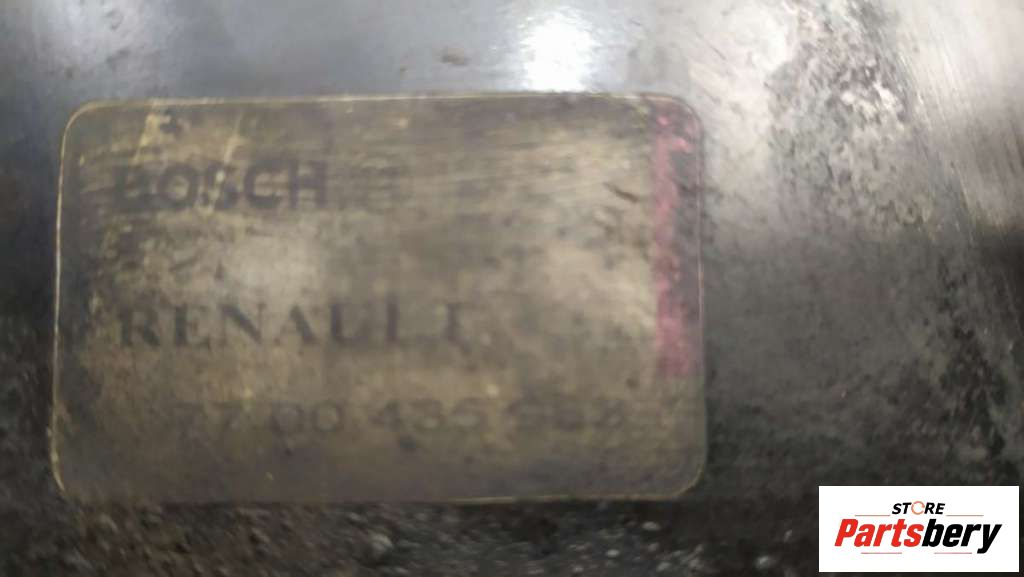 BOSCH
RENAULT
77 00 435
STORE
Partsbery